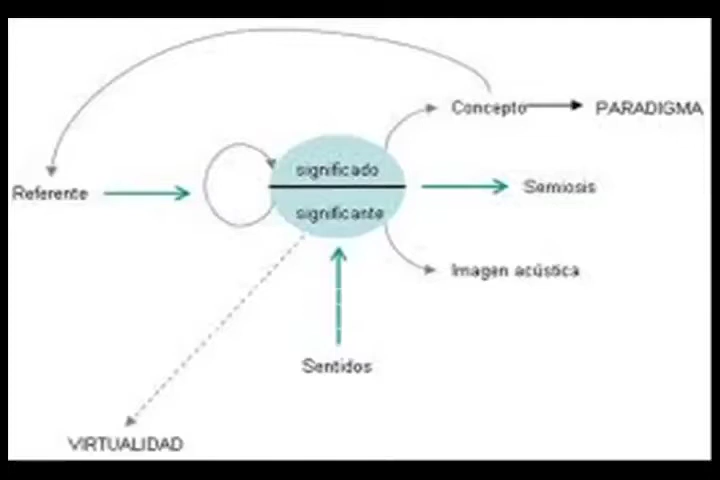 Concepto
PARADIGMA
significado
Referente
Semiosis
significante
Imagen acústica
Sentidos
VIRTUALIDAD